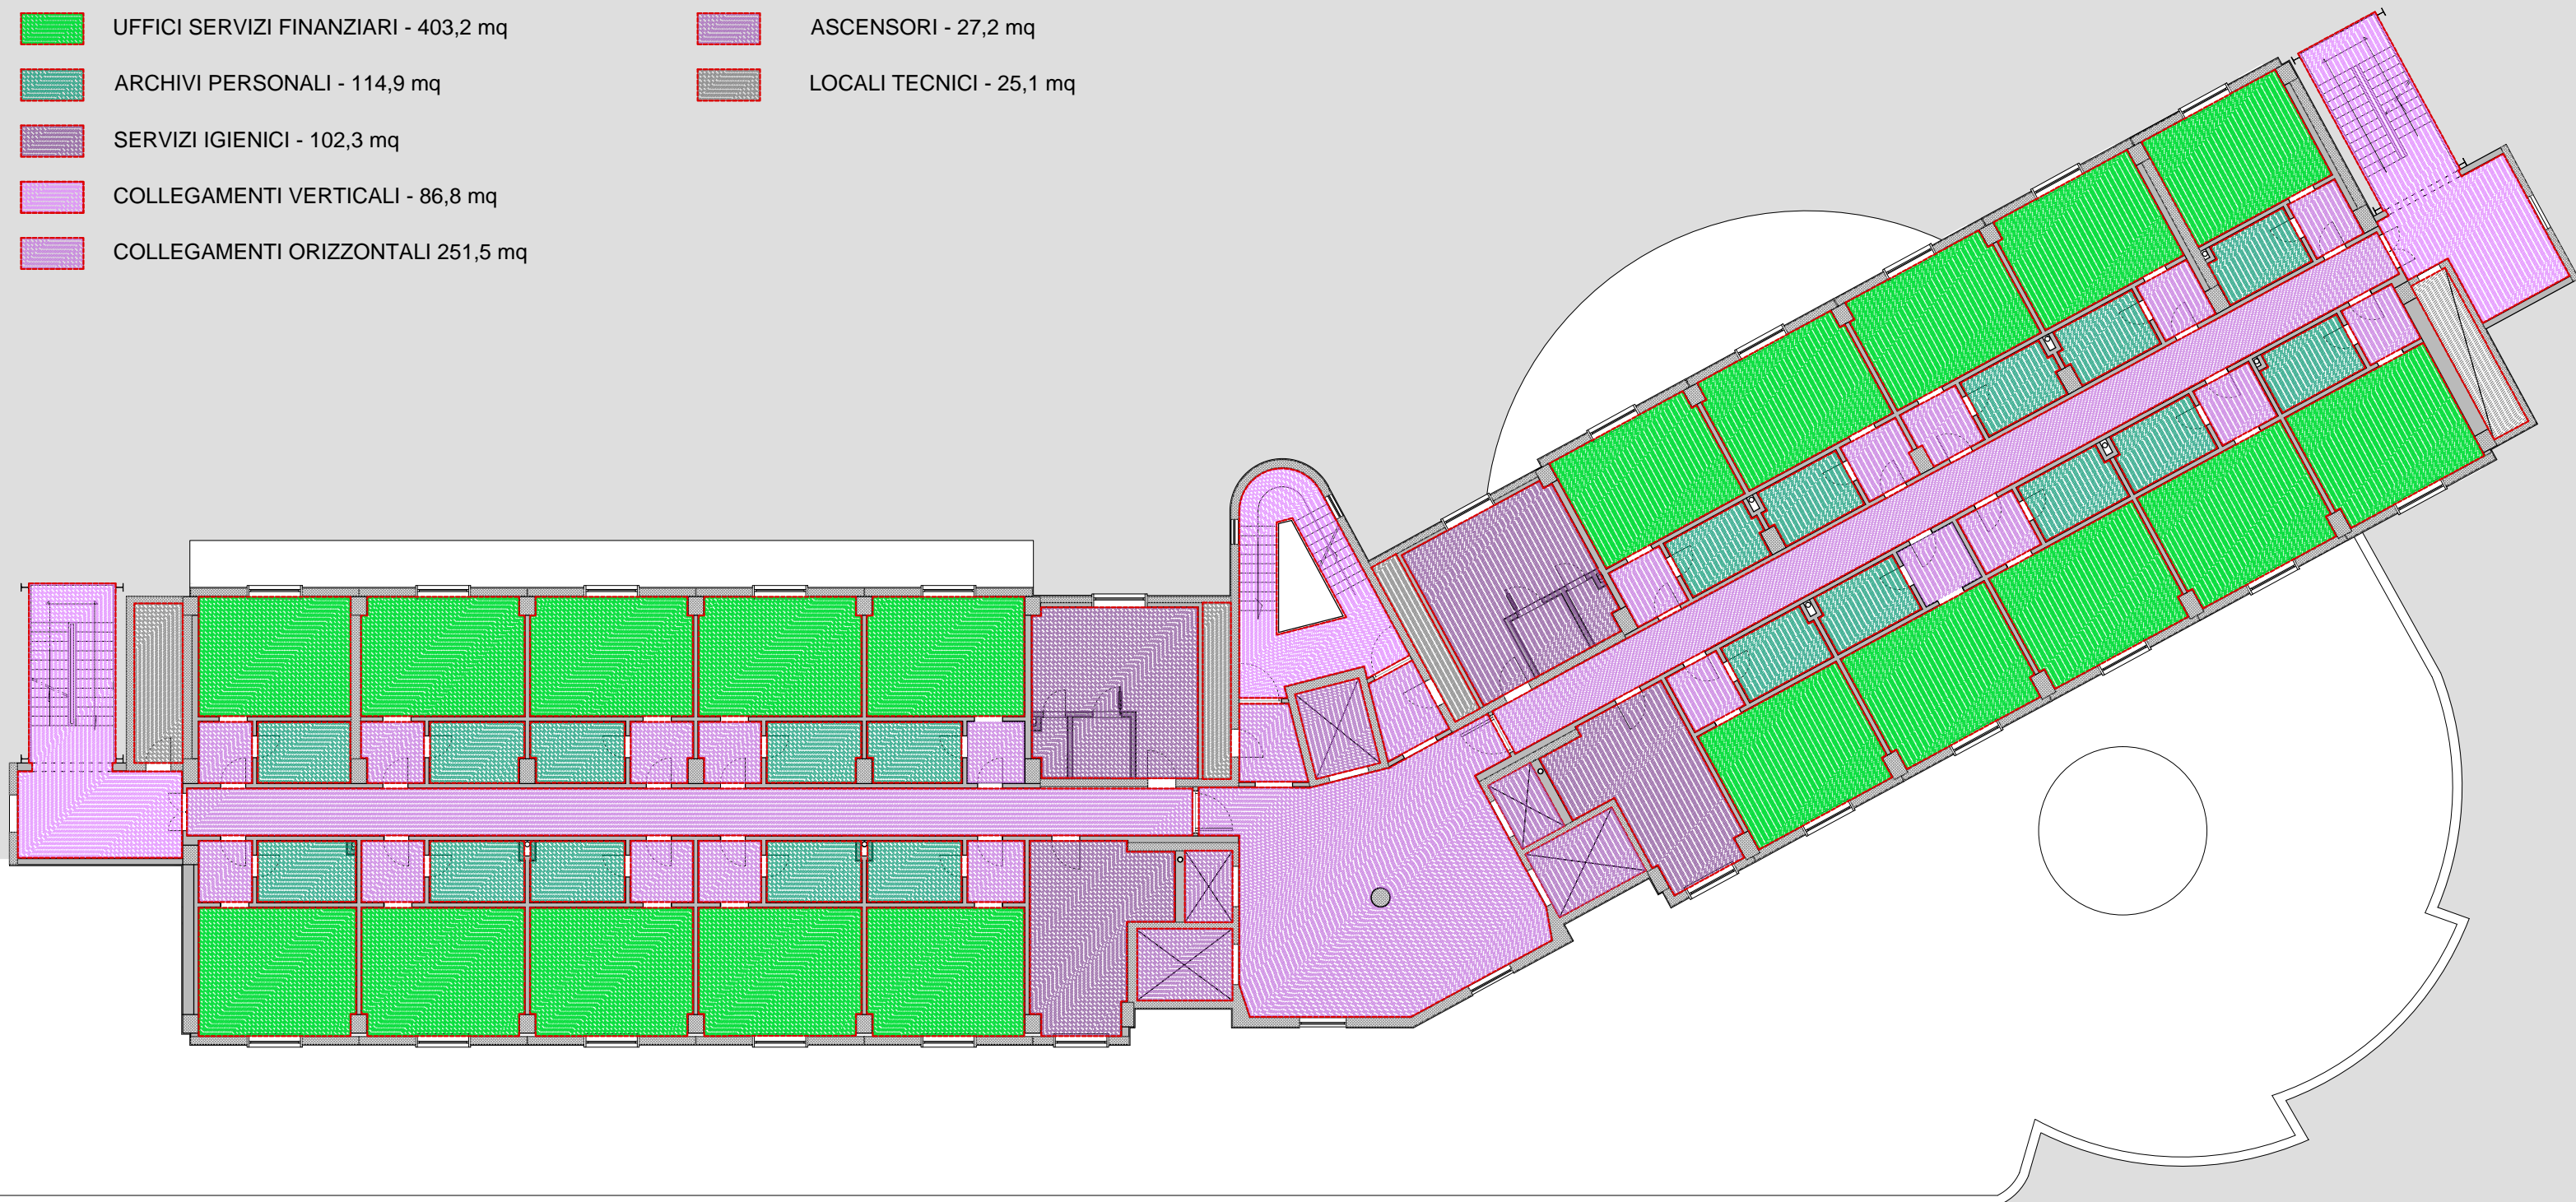 UFFICI SERVIZI FINANZIARI - 403,2 mq
ARCHIVI PERSONALI - 114,9 mq
SERVIZI IGIENICI - 102,3 mq
COLLEGAMENTI VERTICALI - 86,8 mq
COLLEGAMENTI ORIZZONTALI 251,5 mq
ASCENSORI - 27,2 mq
LOCALI TECNICI - 25,1 mq